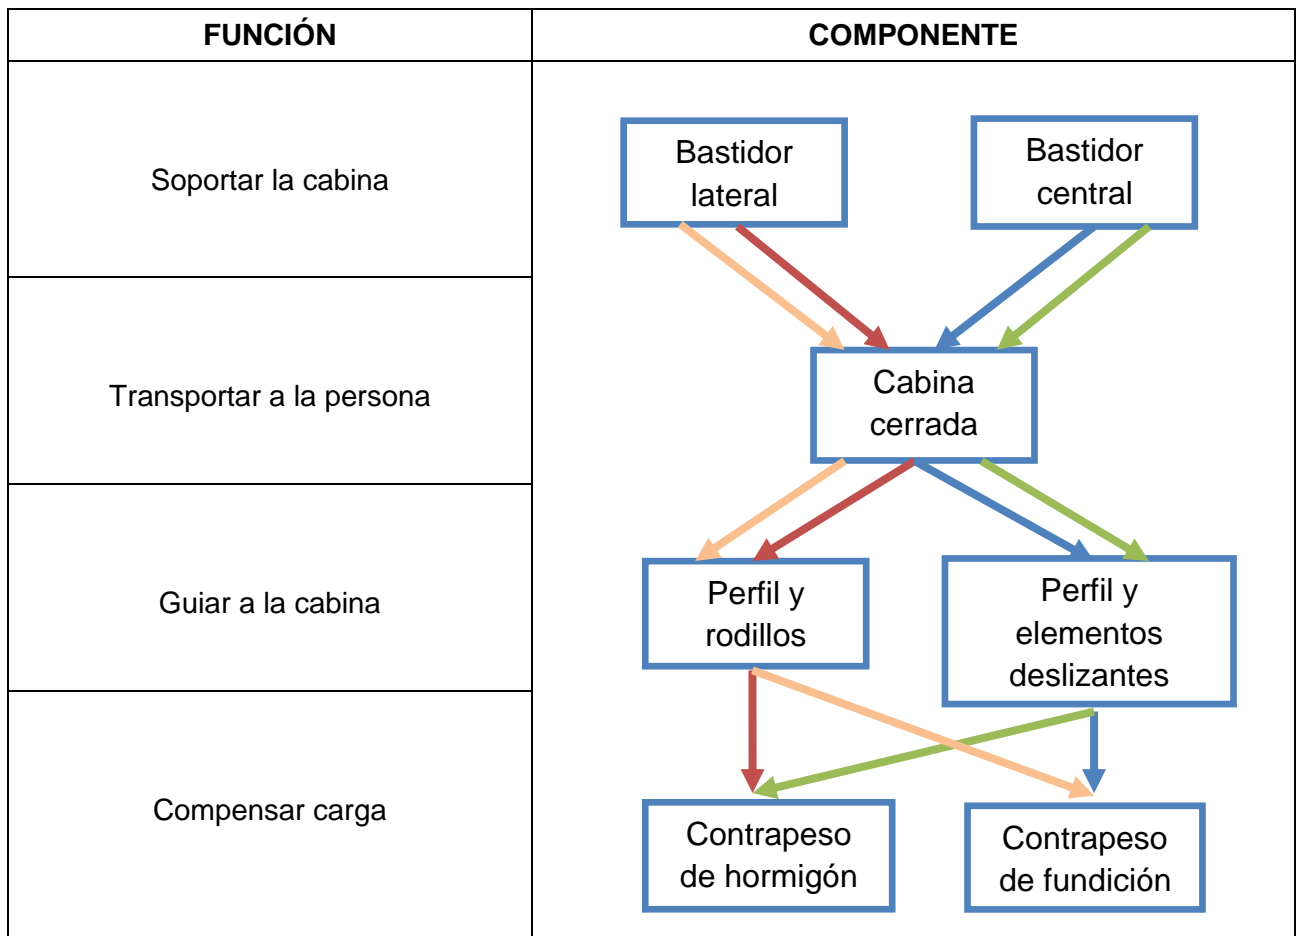 FUNCIÓN
COMPONENTE
Soportar la cabina
Bastidor
lateral
Bastidor
central
Transportar a la persona
Cabina
cerrada
Guiar a la cabina
Perfil y
rodillos
Perfil y
elementos
deslizantes
Compensar carga
Contrapeso
de hormigón
Contrapeso
de fundición